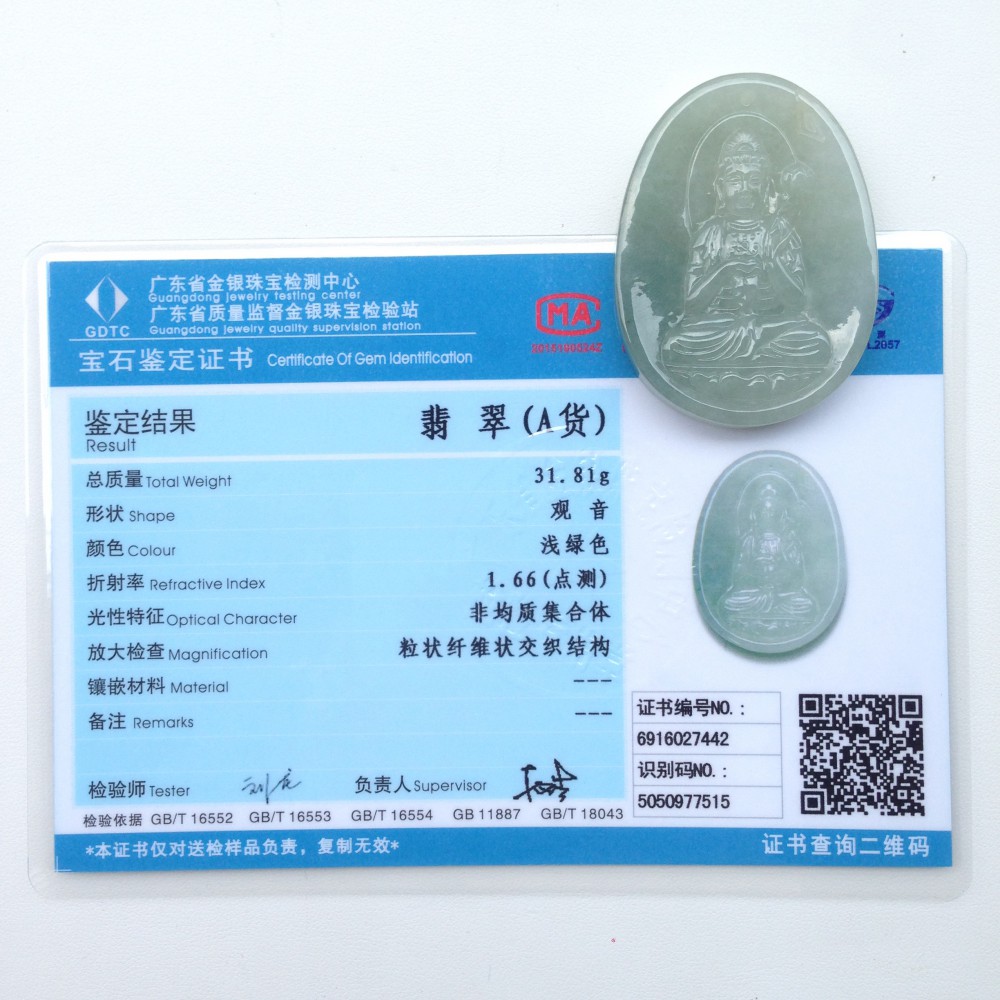 GDTC
广东省金银珠宝检测中心
Guangdong jewelry testing center
广东省质量监督金银珠宝检验站
Guangdong jewelry quality supervision station
宝石鉴定证书 Certificate Of Gem Identification
MA
鉴定结果 翡翠(A货)
Result
总质量 Total Weight 31.81g
形状 Shape 观音
颜色 Colour 浅绿色
折射率 Refractive Index 1.66(点测)
光性特征 Optical Character 非均质集合体
放大检查 Magnification 粒状纤维状交织结构
镶嵌材料 Material ---
备注 Remarks ---
证书编号NO.:
6916027442
识别码NO.:
5050977515
检验师 Tester 负责人 Supervisor
检验依据 GB/T 16552 GB/T 16553 GB/T 16554 GB 11887 GB/T 18043
*本证书仅对送检样品负责，复制无效* 证书查询二维码